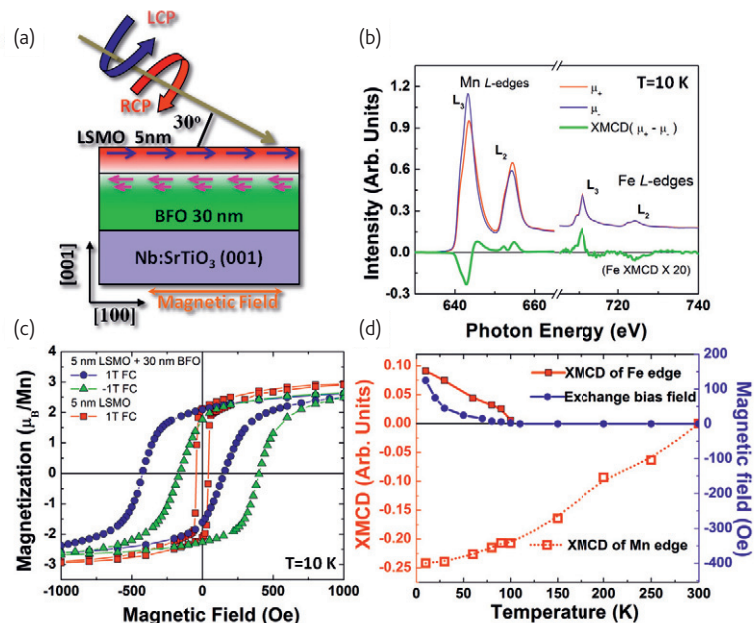 (a)
LCP
RCP
30°
LSMO 5nm
BFO 30 nm
Nb:SrTiO₃ (001)
[001]
[100]
Magnetic Field
(b)
Mn L-edges
T=10 K
L₃
μ₊
μ₋
XMCD(μ₊ - μ₋)
L₂
L₃
Fe L-edges
L₂
(Fe XMCD X 20)
Intensity (Arb. Units)
1.2
0.9
0.6
0.3
0.0
-0.3
640
660
720
740
Photon Energy (eV)
(c)
5 nm LSMO + 30 nm BFO
1T FC
-1T FC
5 nm LSMO
1T FC
T=10 K
Magnetization (μB/Mn)
3
2
1
0
-1
-2
-3
-1000
-500
0
500
1000
Magnetic Field (Oe)
(d)
XMCD of Fe edge
Exchange bias field
XMCD of Mn edge
XMCD (Arb. Units)
0.10
0.05
0.00
-0.05
-0.10
-0.15
-0.20
-0.25
200
150
100
50
0
-50
-100
-150
-200
-250
-300
-350
-400
Magnetic field (Oe)
0
50
100
150
200
250
300
Temperature (K)